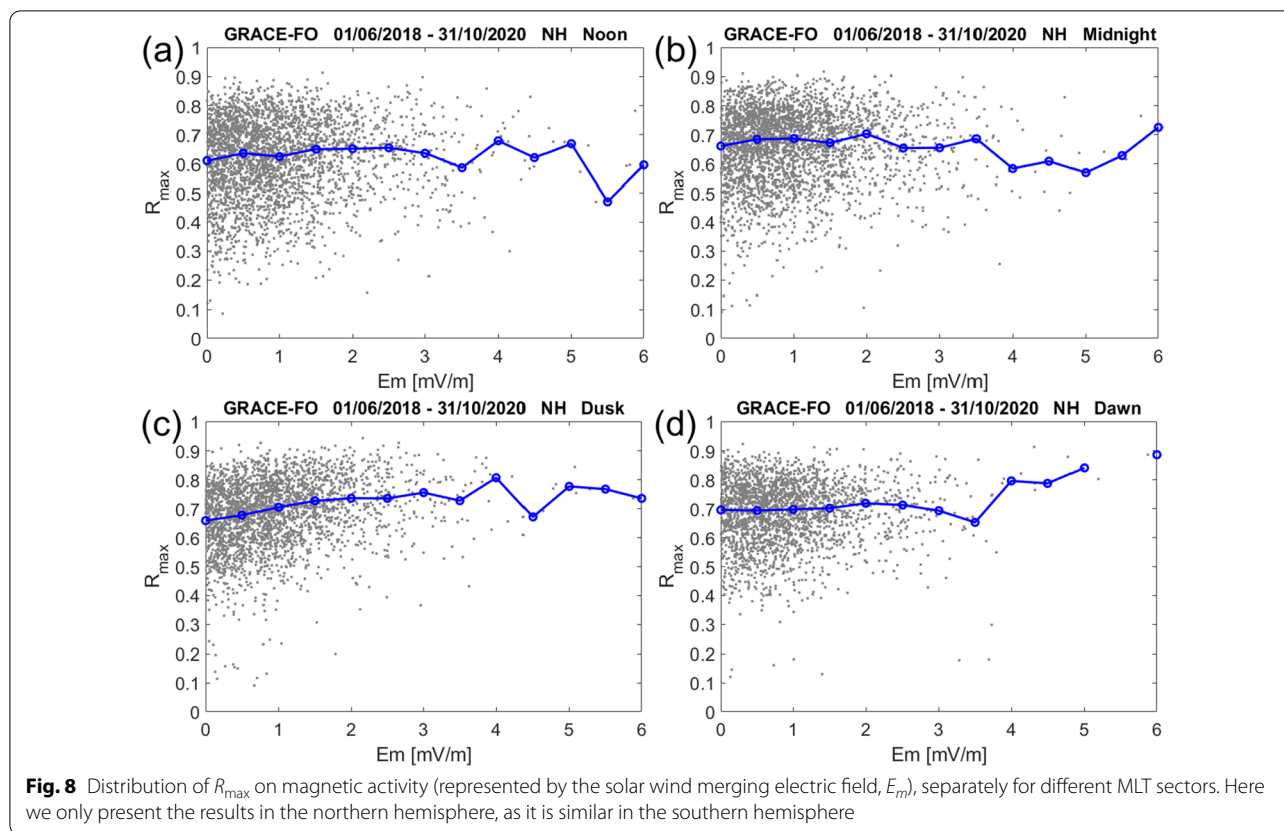 (a) GRACE-FO 01/06/2018 - 31/10/2020 NH Noon
1
0.9
0.8
0.7
0.6
0.5
0.4
0.3
0.2
0.1
0
R_max
0 1 2 3 4 5 6
Em [mV/m]
(b) GRACE-FO 01/06/2018 - 31/10/2020 NH Midnight
1
0.9
0.8
0.7
0.6
0.5
0.4
0.3
0.2
0.1
0
R_max
0 1 2 3 4 5 6
Em [mV/m]
(c) GRACE-FO 01/06/2018 - 31/10/2020 NH Dusk
1
0.9
0.8
0.7
0.6
0.5
0.4
0.3
0.2
0.1
0
R_max
0 1 2 3 4 5 6
Em [mV/m]
(d) GRACE-FO 01/06/2018 - 31/10/2020 NH Dawn
1
0.9
0.8
0.7
0.6
0.5
0.4
0.3
0.2
0.1
0
R_max
0 1 2 3 4 5 6
Em [mV/m]
Fig. 8 Distribution of R_max on magnetic activity (represented by the solar wind merging electric field, E_m), separately for different MLT sectors. Here
we only present the results in the northern hemisphere, as it is similar in the southern hemisphere